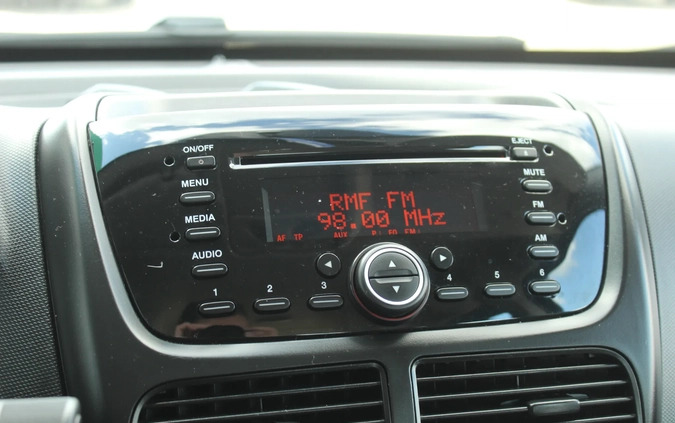 ON/OFF
EJECT
MENU
MUTE
MEDIA
FM
AUDIO
AM
RMF FM
98.00 MHz
AF TP AUX
1 2 3 4 5 6